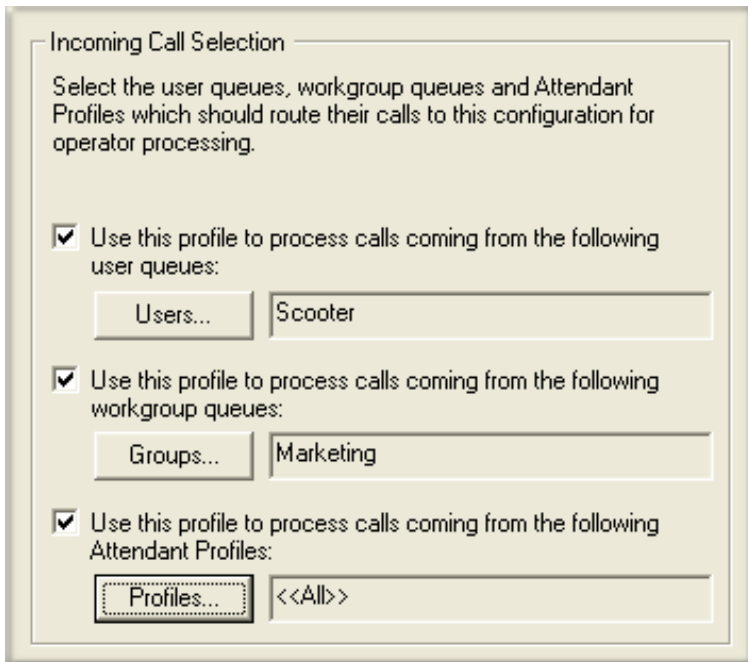 Incoming Call Selection
Select the user queues, workgroup queues and Attendant
Profiles which should route their calls to this configuration for
operator processing.
Use this profile to process calls coming from the following
user queues:
Users... Scooter
Use this profile to process calls coming from the following
workgroup queues:
Groups... Marketing
Use this profile to process calls coming from the following
Attendant Profiles:
Profiles... <<All>>